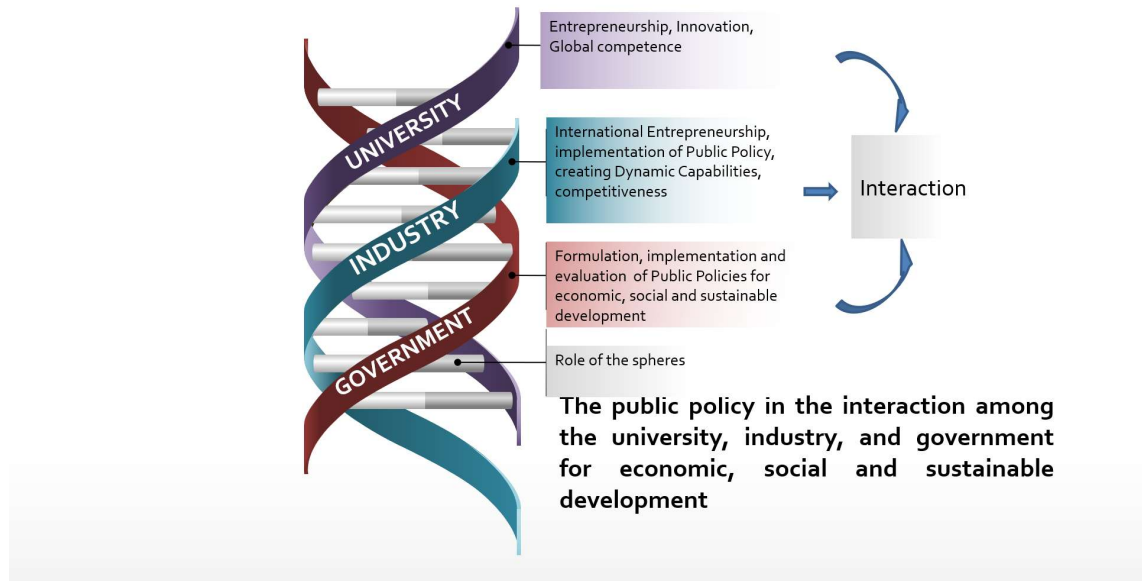 Entrepreneurship, Innovation,
Global competence
UNIVERSITY
International Entrepreneurship,
implementation of Public Policy,
creating Dynamic Capabilities,
competitiveness
Interaction
INDUSTRY
Formulation, implementation and
evaluation of Public Policies for
economic, social and sustainable
development
GOVERNMENT
Role of the spheres
The public policy in the interaction among
the university, industry, and government
for economic, social and sustainable
development